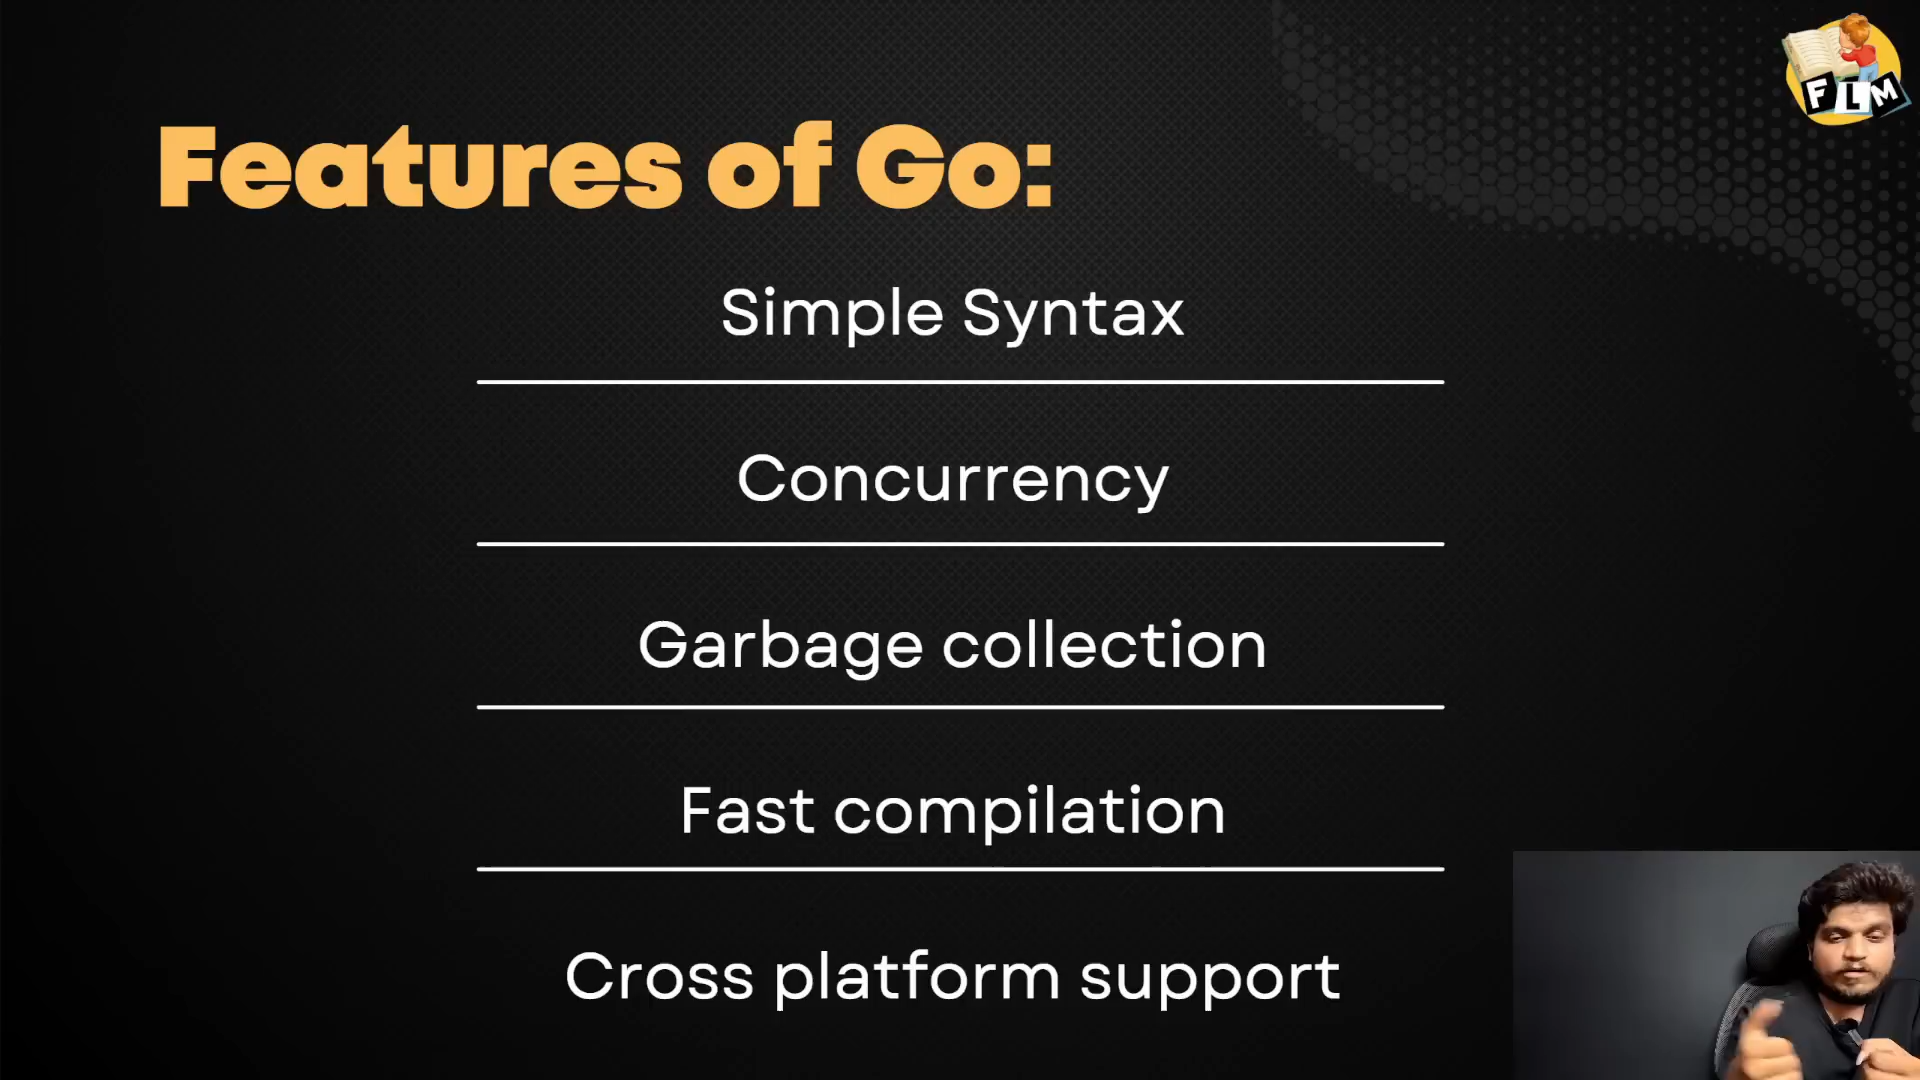 FLM
Features of Go:
Simple Syntax
Concurrency
Garbage collection
Fast compilation
Cross platform support